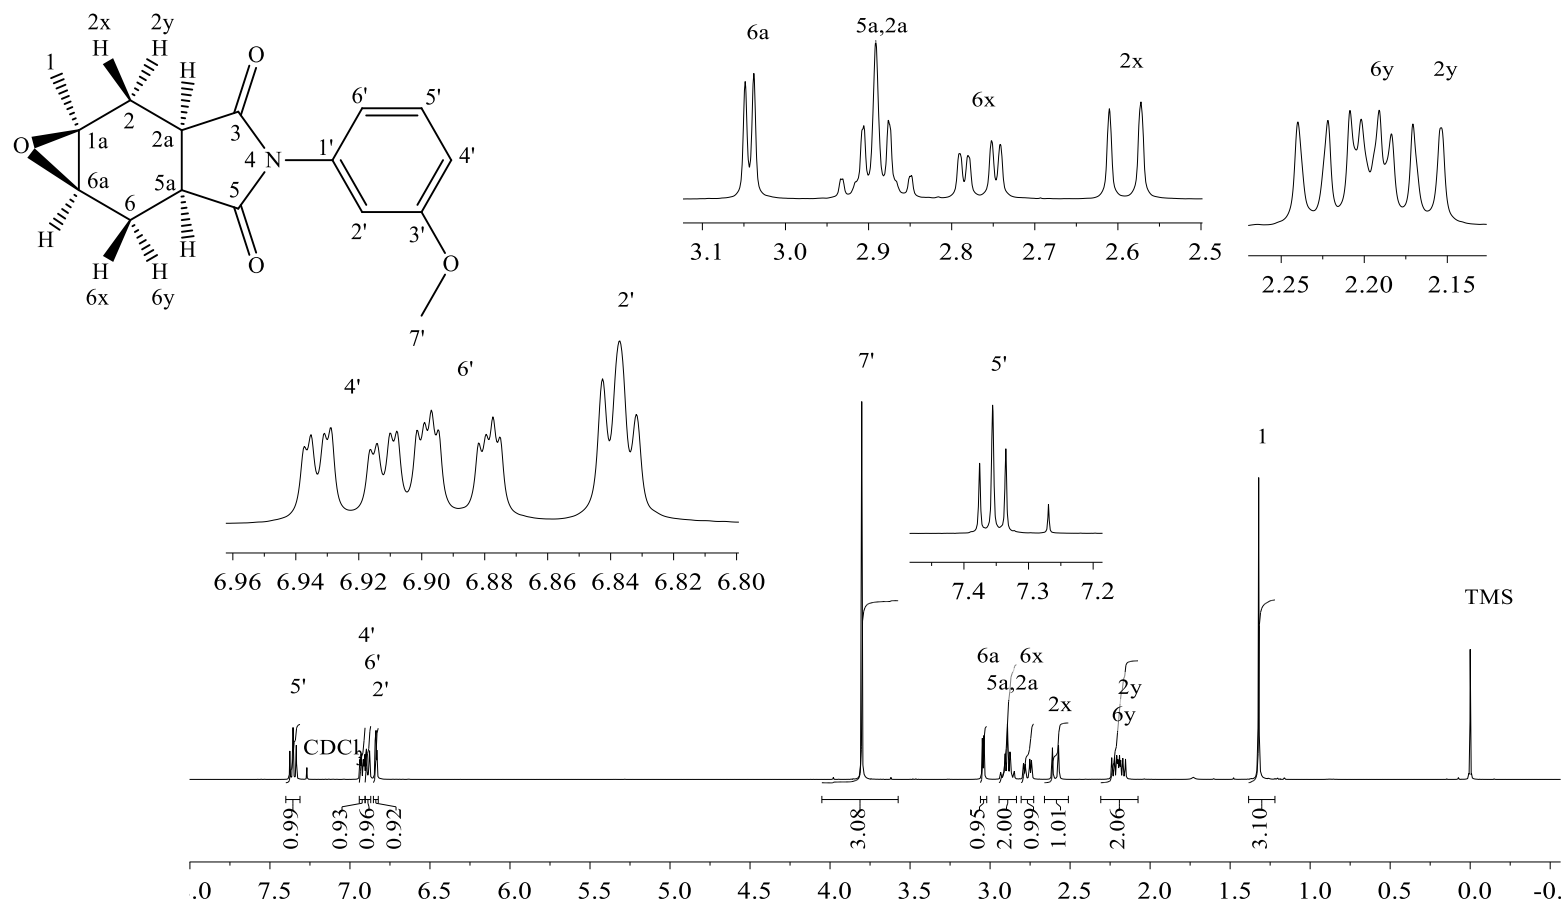 2x 2y
H H
1 H O
O 2 3 6' 5'
1a 2a 4 N 1' 4'
6a 5a 5
6 2' 3'
H H O
H H O
6x 6y 7'
6a 5a,2a 6x 2x
3.1 3.0 2.9 2.8 2.7 2.6 2.5
6y 2y
2.25 2.20 2.15
4' 6' 2'
6.96 6.94 6.92 6.90 6.88 6.86 6.84 6.82 6.80
5'
7.4 7.3 7.2
5' CDCl3 4' 6' 2' 7' 6a 5a,2a 6x 2x 2y 6y 1 TMS
0.99 0.93 0.96 0.92 3.08 0.95 2.00 0.99 1.01 2.06 3.10
.0 7.5 7.0 6.5 6.0 5.5 5.0 4.5 4.0 3.5 3.0 2.5 2.0 1.5 1.0 0.5 0.0 -0.